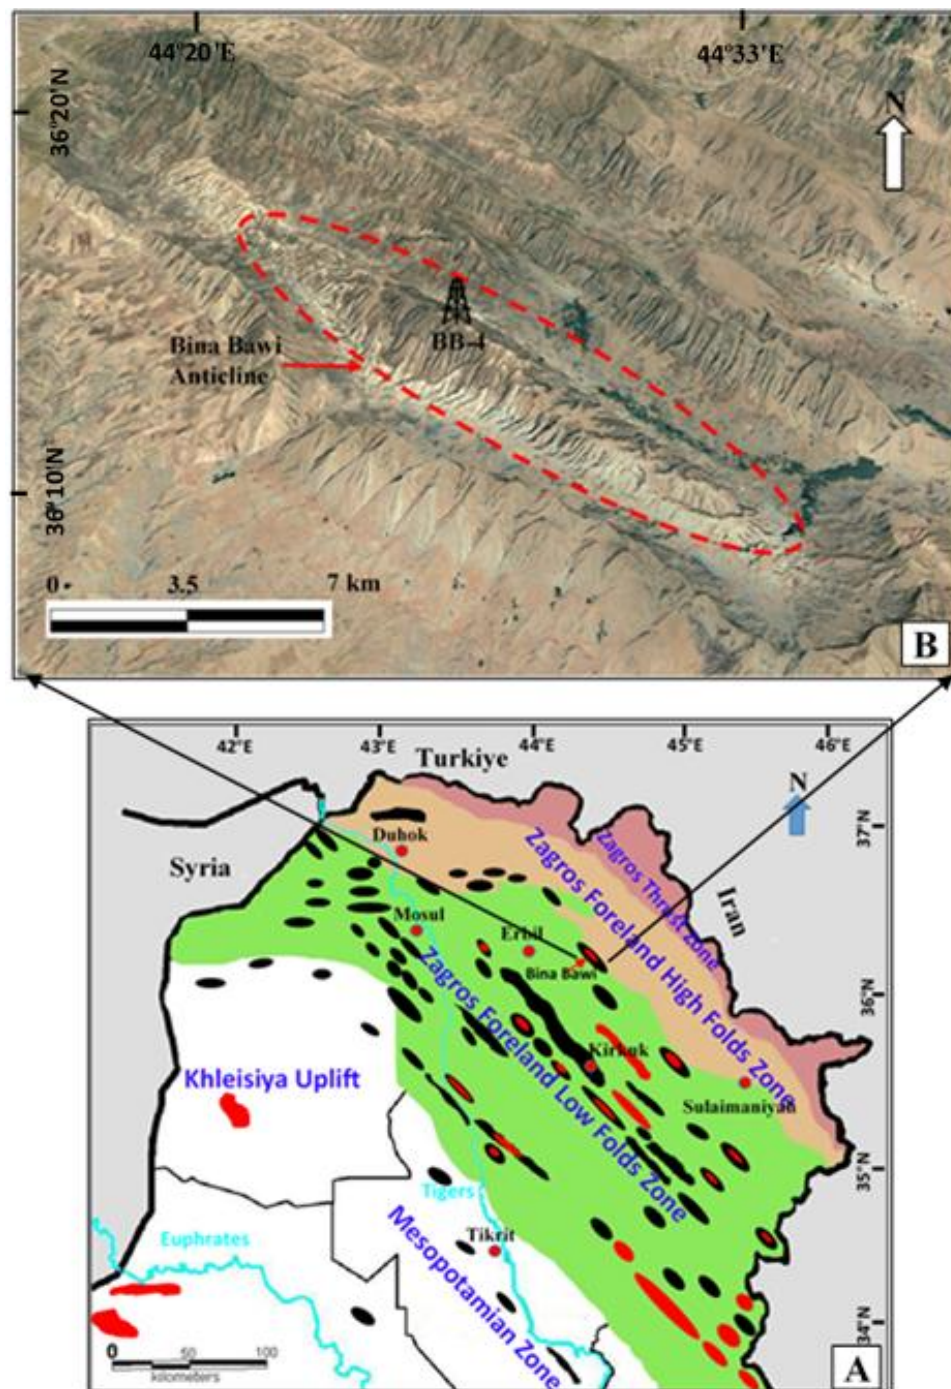 44°20'E
44°33'E
36°20'N
N
BB-4
Bina Bawi
Anticline
36°10'N
0
3.5
7 km
B
42°E
43°E
44°E
45°E
46°E
Turkiye
N
37°N
Duhok
Syria
Zagros Thrust Zone
Zagros Foreland High Folds Zone
Iran
Mosul
Erbil
Bina Bawi
36°N
Zagros Foreland Low Folds Zone
Kirkuk
Khleisiya Uplift
Sulaimaniyah
35°N
Tigers
Euphrates
Tikrit
Mesopotamian Zone
34°N
0
50
100
kilometers
A